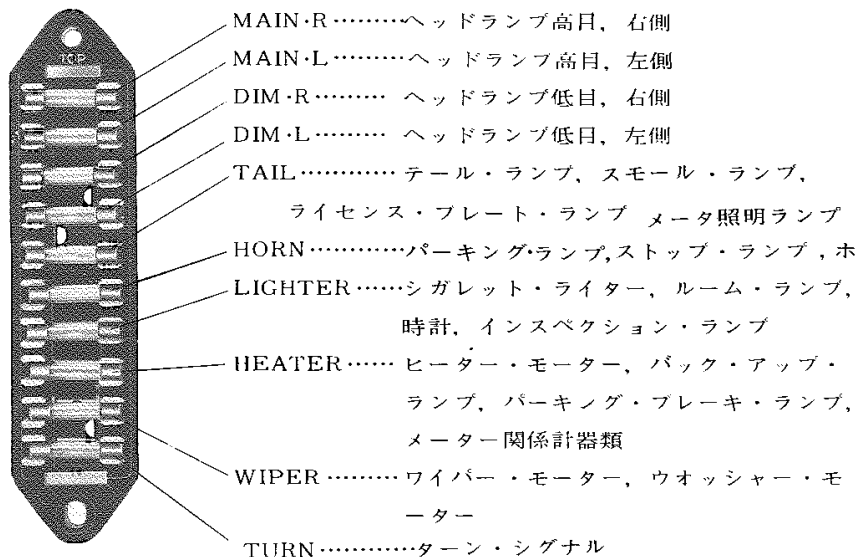 TOP
MAIN·R………ヘッドランプ高目，右側
MAIN·L………ヘッドランプ高目，左側
DIM·R……… ヘッドランプ低目，右側
DIM·L……… ヘッドランプ低目，左側
TAIL………… テール・ランプ，スモール・ランプ，
ライセンス・プレート・ランプ メータ照明ランプ
HORN…………パーキング・ランプ,ストップ・ランプ,ホ
LIGHTER……シガレット・ライター，ルーム・ランプ，
時計，インスペクション・ランプ
HEATER…… ヒーター・モーター，バック・アップ・
ランプ，パーキング・ブレーキ・ランプ，
メーター関係計器類
WIPER………ワイパー・モーター，ウオッシャー・モ
ーター
TURN…………ターン・シグナル